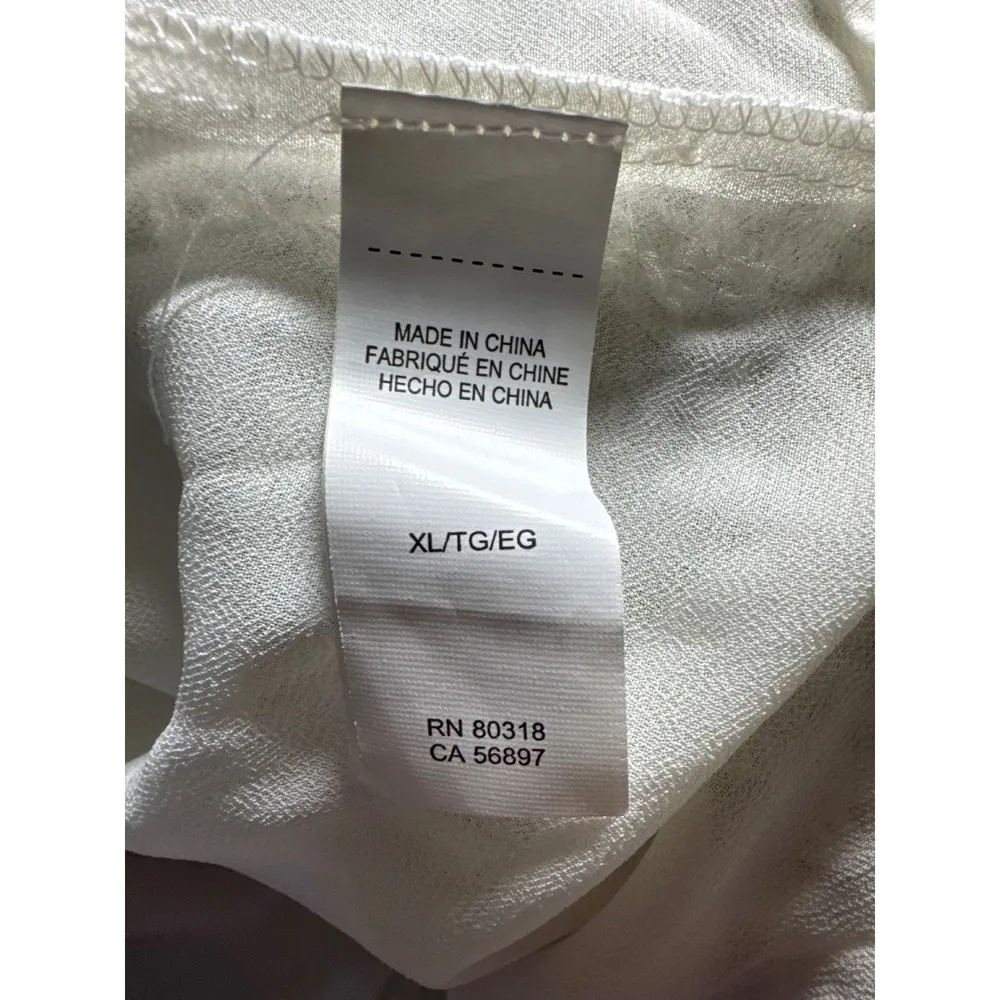 MADE IN CHINA
FABRIQUÉ EN CHINE
HECHO EN CHINA
XL/TG/EG
RN 80318
CA 56897